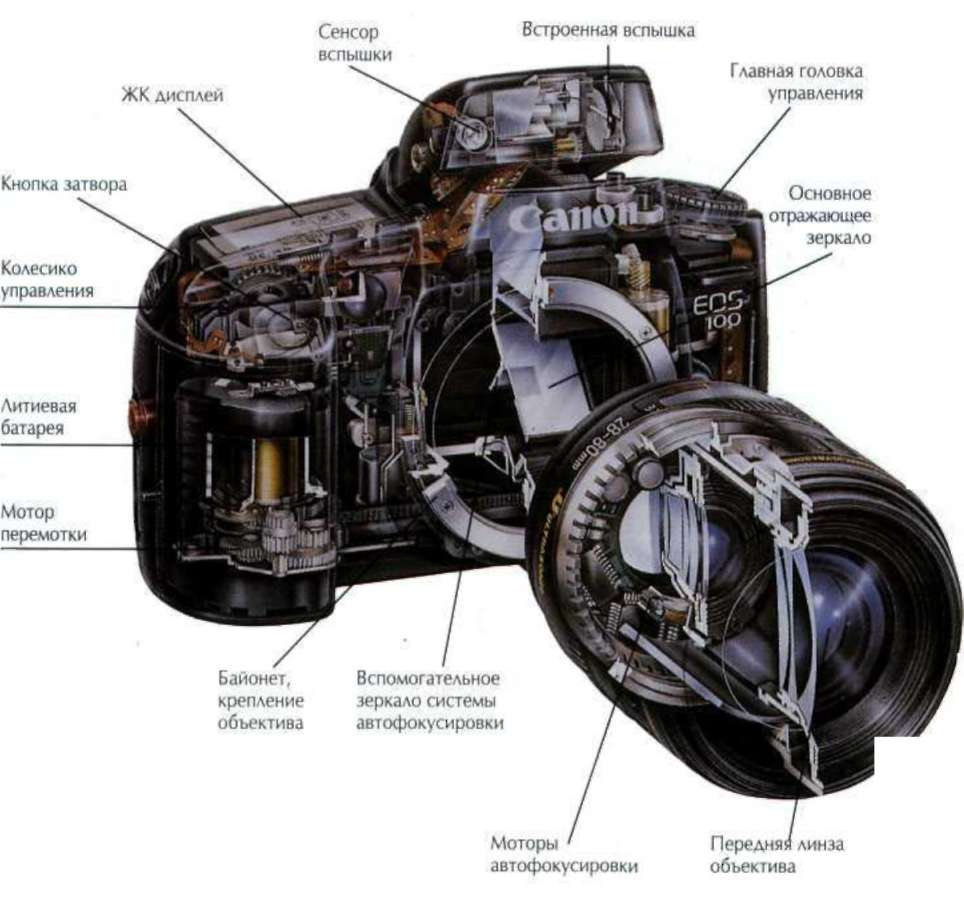 Сенсор
вспышки
Встроенная вспышка
Главная головка
управления
ЖК дисплей
Кнопка затвора
Основное
отражающее
зеркало
Canon
Колесико
управления
EOS
100
Литиевая
батарея
28-80mm
Мотор
перемотки
Байонет,
крепление
объектива
Вспомогательное
зеркало системы
автофокусировки
Моторы
автофокусировки
Передняя линза
объектива